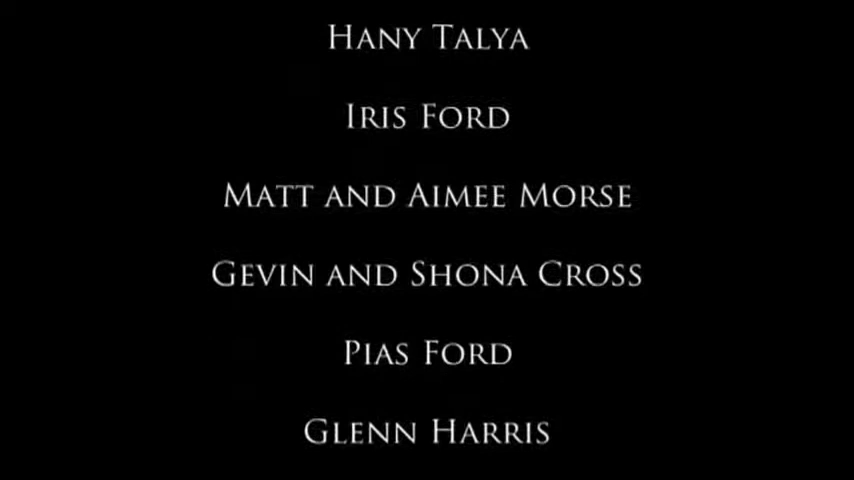 Hany Talya
Iris Ford
Matt and Aimee Morse
Gevin and Shona Cross
Pias Ford
Glenn Harris